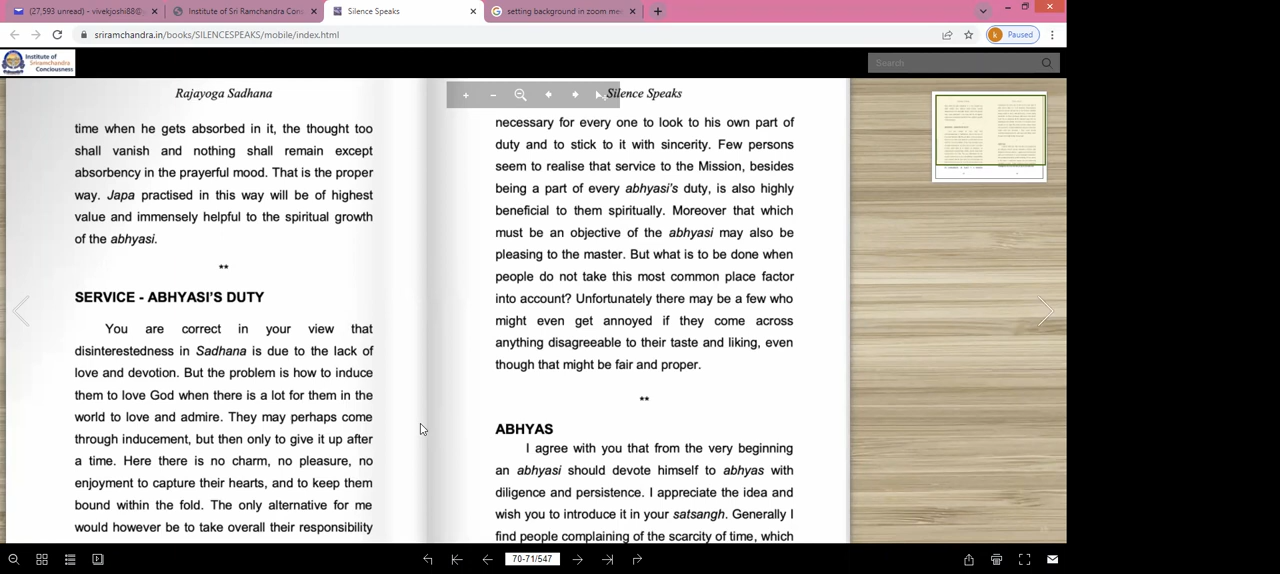 (27,593 unread) - vivekjoshi88@
Institute of Sri Ramchandra Con
Silence Speaks
setting background in zoom me
sriramchandra.in/books/SILENCESPEAKS/mobile/index.html
k
Paused
Institute of
Sriramchandra
Conciousness
Search
Rajayoga Sadhana
time when he gets absorbed in it, the thought too
shall vanish and nothing shall remain except
absorbency in the prayerful mood. That is the proper
way. Japa practised in this way will be of highest
value and immensely helpful to the spiritual growth
of the abhyasi.
**
SERVICE - ABHYASI'S DUTY
You are correct in your view that
disinterestedness in Sadhana is due to the lack of
love and devotion. But the problem is how to induce
them to love God when there is a lot for them in the
world to love and admire. They may perhaps come
through inducement, but then only to give it up after
a time. Here there is no charm, no pleasure, no
enjoyment to capture their hearts, and to keep them
bound within the fold. The only alternative for me
would however be to take overall their responsibility
Silence Speaks
necessary for every one to look to his own part of
duty and to stick to it with sincerity. Few persons
seem to realise that service to the Mission, besides
being a part of every abhyasi's duty, is also highly
beneficial to them spiritually. Moreover that which
must be an objective of the abhyasi may also be
pleasing to the master. But what is to be done when
people do not take this most common place factor
into account? Unfortunately there may be a few who
might even get annoyed if they come across
anything disagreeable to their taste and liking, even
though that might be fair and proper.
**
ABHYAS
I agree with you that from the very beginning
an abhyasi should devote himself to abhyas with
diligence and persistence. I appreciate the idea and
wish you to introduce it in your satsangh. Generally I
find people complaining of the scarcity of time, which
70-71/547